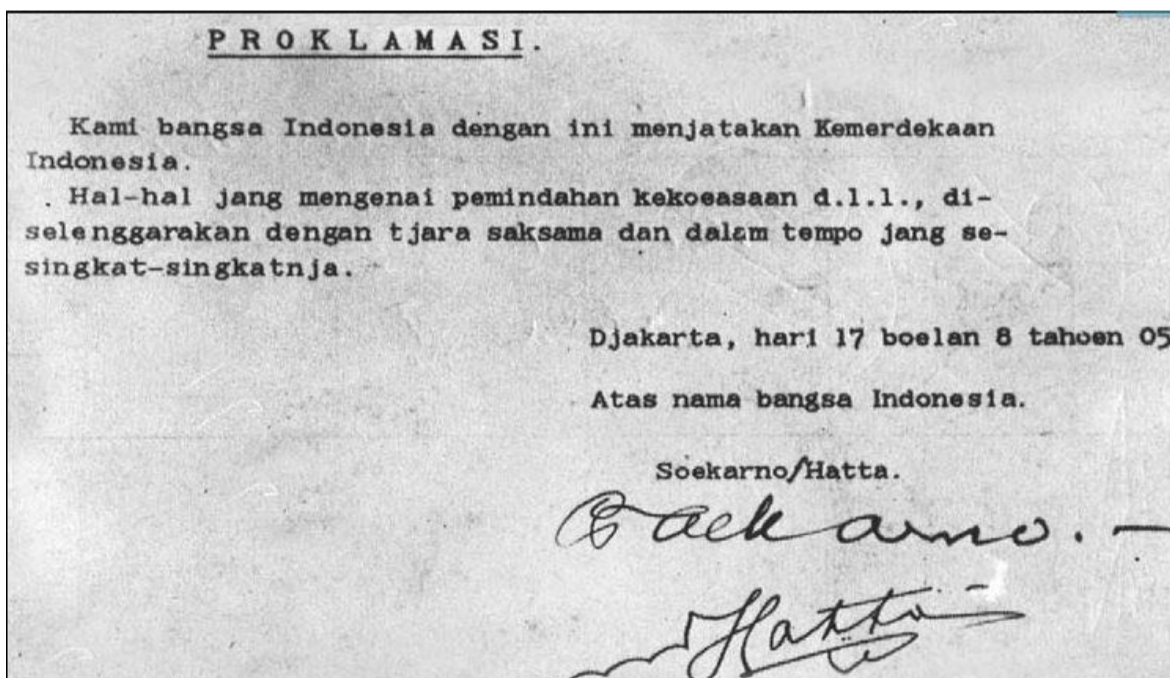 PROKLAMASI.
Kami bangsa Indonesia dengan ini menjatakan Kemerdekaan
Indonesia.
Hal-hal jang mengenai pemindahan kekoeasaan d.l.l., di-
selenggarakan dengan tjara saksama dan dalam tempo jang se-
singkat-singkatnja.
Djakarta, hari 17 boelan 8 tahoen 05
Atas nama bangsa Indonesia.
Soekarno/Hatta.
Soekarno.
Hatta